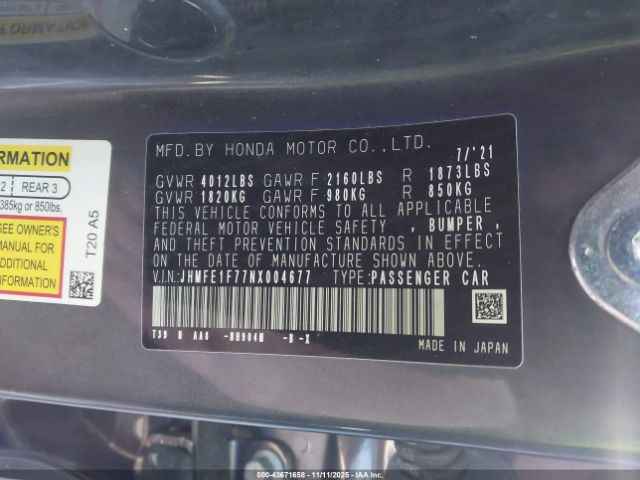 FORMATION
2 REAR 3
385kg or 850lbs.
SEE OWNER'S
MANUAL FOR
ADDITIONAL
T20 A5
MFD.BY HONDA MOTOR CO.,LTD.
7/'21
GVWR 4012LBS GAWR F 2160LBS R 1873LBS
GVWR 1820KG GAWR F 980KG R 850KG
THIS VEHICLE CONFORMS TO ALL APPLICABLE
FEDERAL MOTOR VEHICLE SAFETY , BUMPER ,
AND THEFT PREVENTION STANDARDS IN EFFECT
ON THE DATE OF MANUFACTURE SHOWN ABOVE.
V.I.N:JHMFE1F77NX004677 TYPE:PASSENGER CAR
MADE IN JAPAN
000-43671658 - 11/11/2025 - IAAI.COM